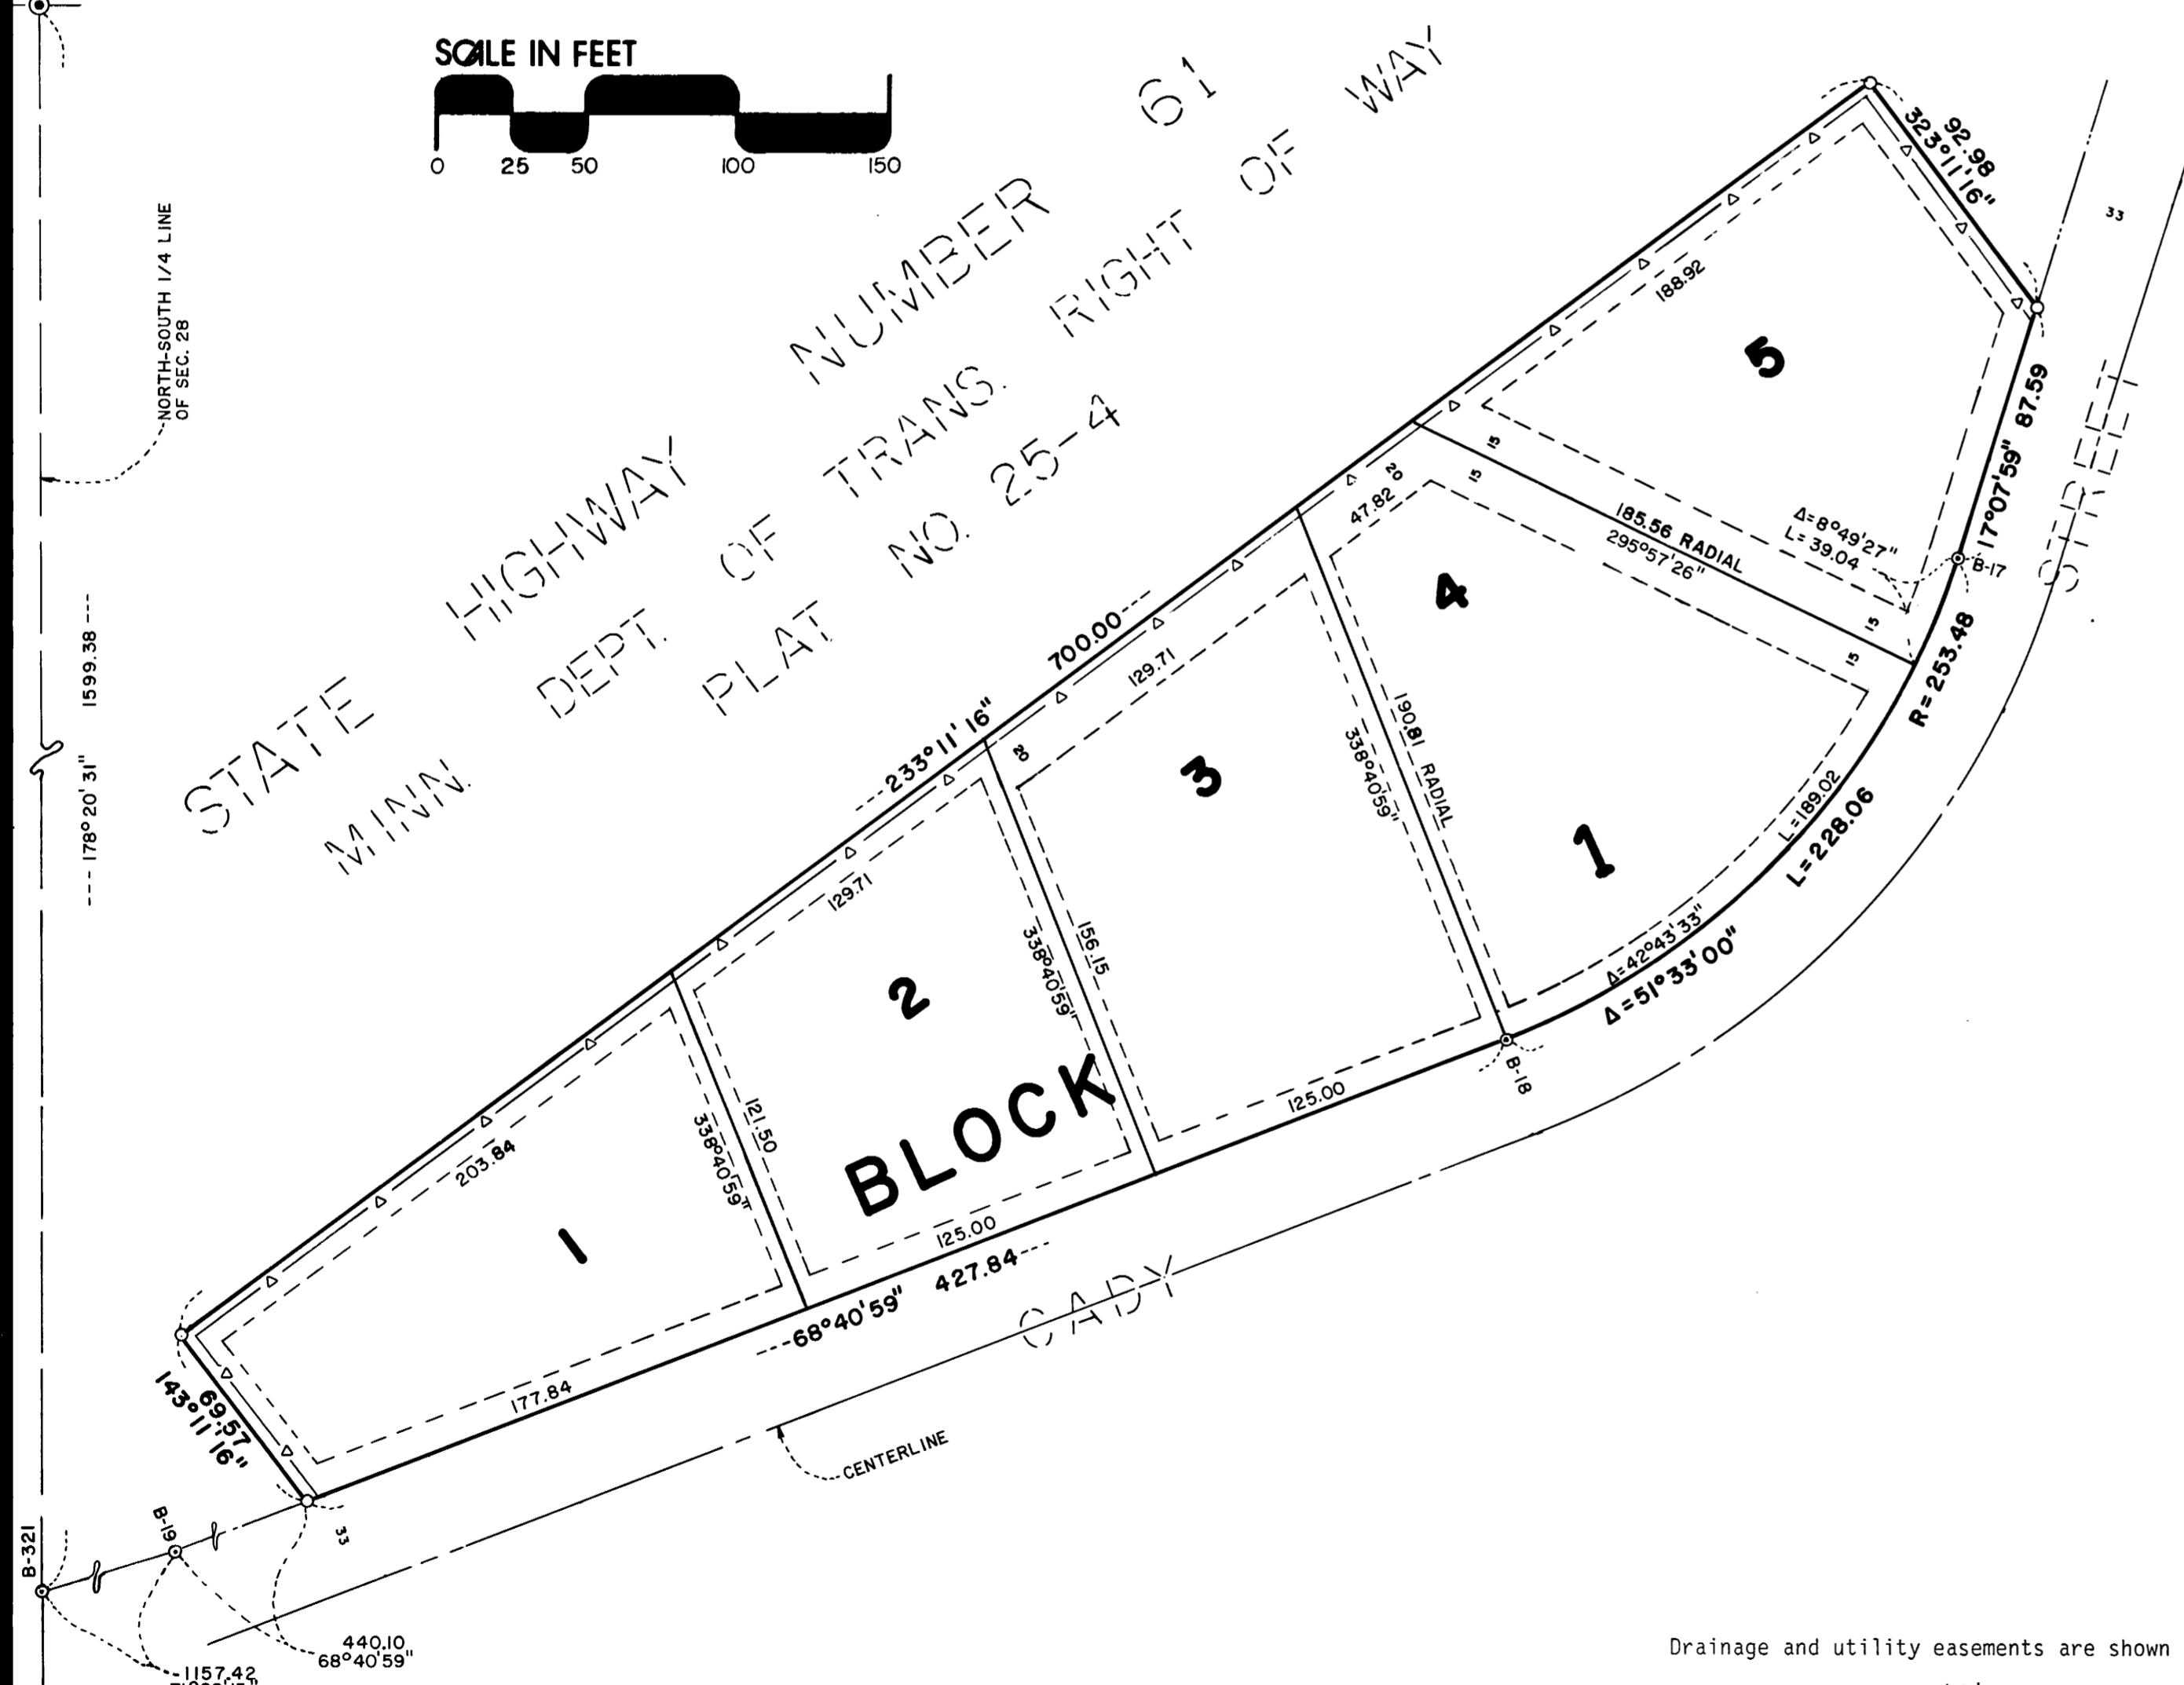 SCALE IN FEET
0 25 50 100 150
61
WAY
NUMBER
RIGHT OF
HIGHWAY
TRANS.
NO. 25-4
STATE
DEPT. OF
PLAT
MINN.
NORTH-SOUTH 1/4 LINE
OF SEC. 28
178°20'31" 1599.38
92.98
323°11'16"
33
188.92
5
17°07'59" 87.59
STREET
B-17
Δ=8°49'27"
L=39.04
185.56 RADIAL
295°57'26"
15
15
15
15
20
47.82
4
R=253.48
700.00
233°11'16"
129.71
20
3
190.81 RADIAL
338°40'59"
1
L=189.02
L=228.06
Δ=42°43'33"
Δ=51°33'00"
129.71
2
156.15
338°40'59"
B-18
125.00
BLOCK
203.84
1
121.50
338°40'59"
125.00
68°40'59" 427.84
CADY
177.84
69.57
143°11'16"
CENTERLINE
33
B-19
B-321
440.10
68°40'59"
1157.42
Drainage and utility easements are shown